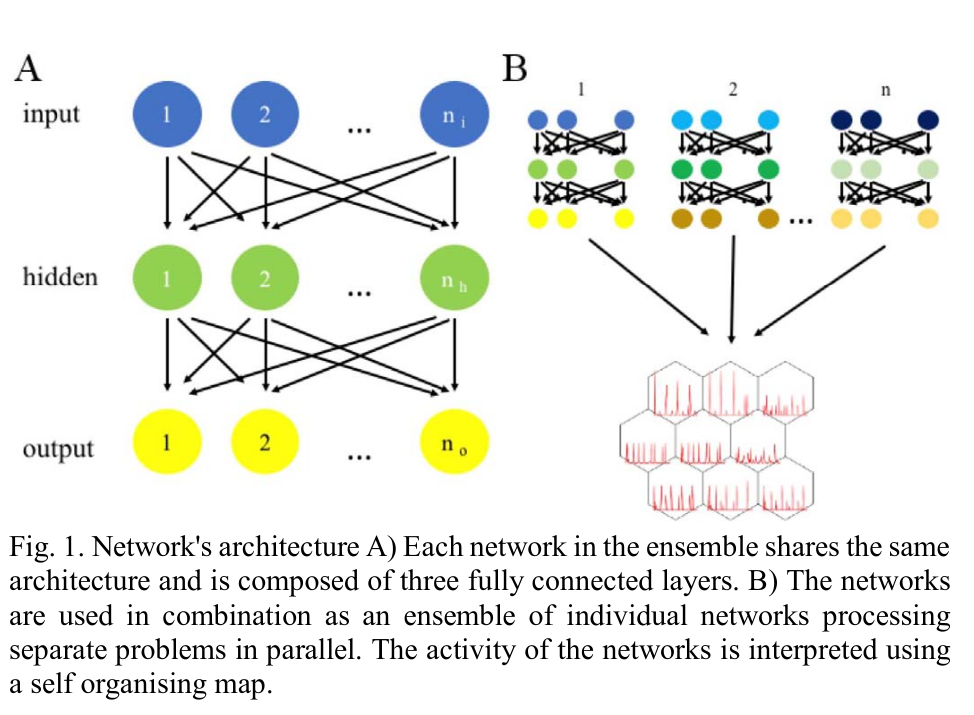 A
B
1 2 n
input 1 2 ... n i
hidden 1 2 ... n h
...
output 1 2 ... n o
Fig. 1. Network's architecture A) Each network in the ensemble shares the same
architecture and is composed of three fully connected layers. B) The networks
are used in combination as an ensemble of individual networks processing
separate problems in parallel. The activity of the networks is interpreted using
a self organising map.